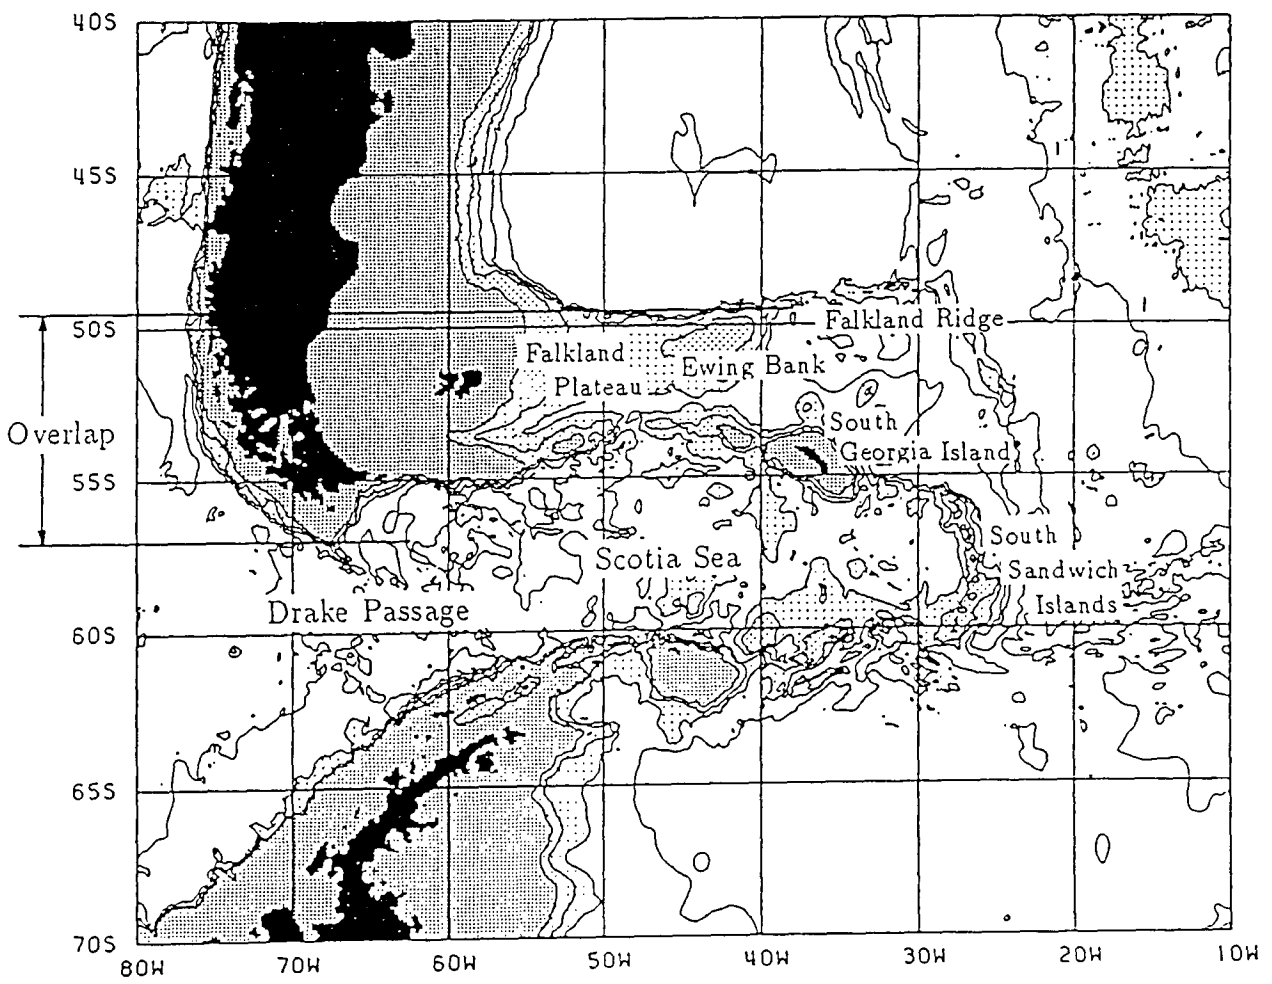 40S
45S
50S
Falkland Ridge
Falkland
Ewing Bank
Plateau
South
Overlap
Georgia Island
55S
South
Scotia Sea
Sandwich
Islands
Drake Passage
60S
65S
70S
80W 70W 60W 50W 40W 30W 20W 10W